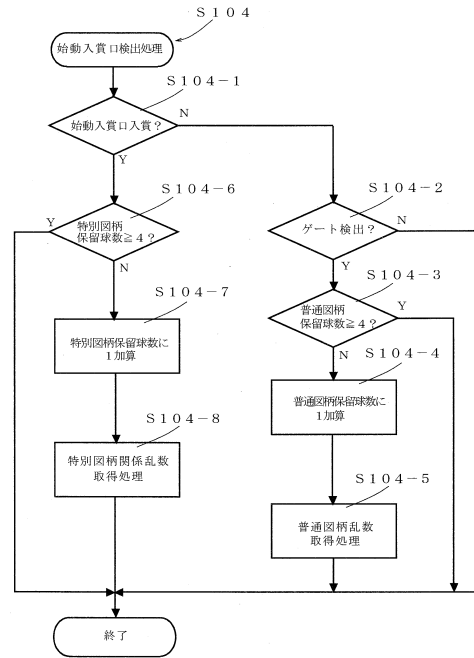 Ｓ１０４
始動入賞口検出処理
Ｓ１０４－１
始動入賞口入賞？
Ｎ
Ｙ
Ｓ１０４－６
Ｙ
特別図柄
保留球数≧４？
Ｎ
Ｓ１０４－７
特別図柄保留球数に
１加算
Ｓ１０４－８
特別図柄関係乱数
取得処理
Ｓ１０４－２
ゲート検出？
Ｎ
Ｙ
Ｓ１０４－３
普通図柄
保留球数≧４？
Ｙ
Ｎ
Ｓ１０４－４
普通図柄保留球数に
１加算
Ｓ１０４－５
普通図柄乱数
取得処理
終了